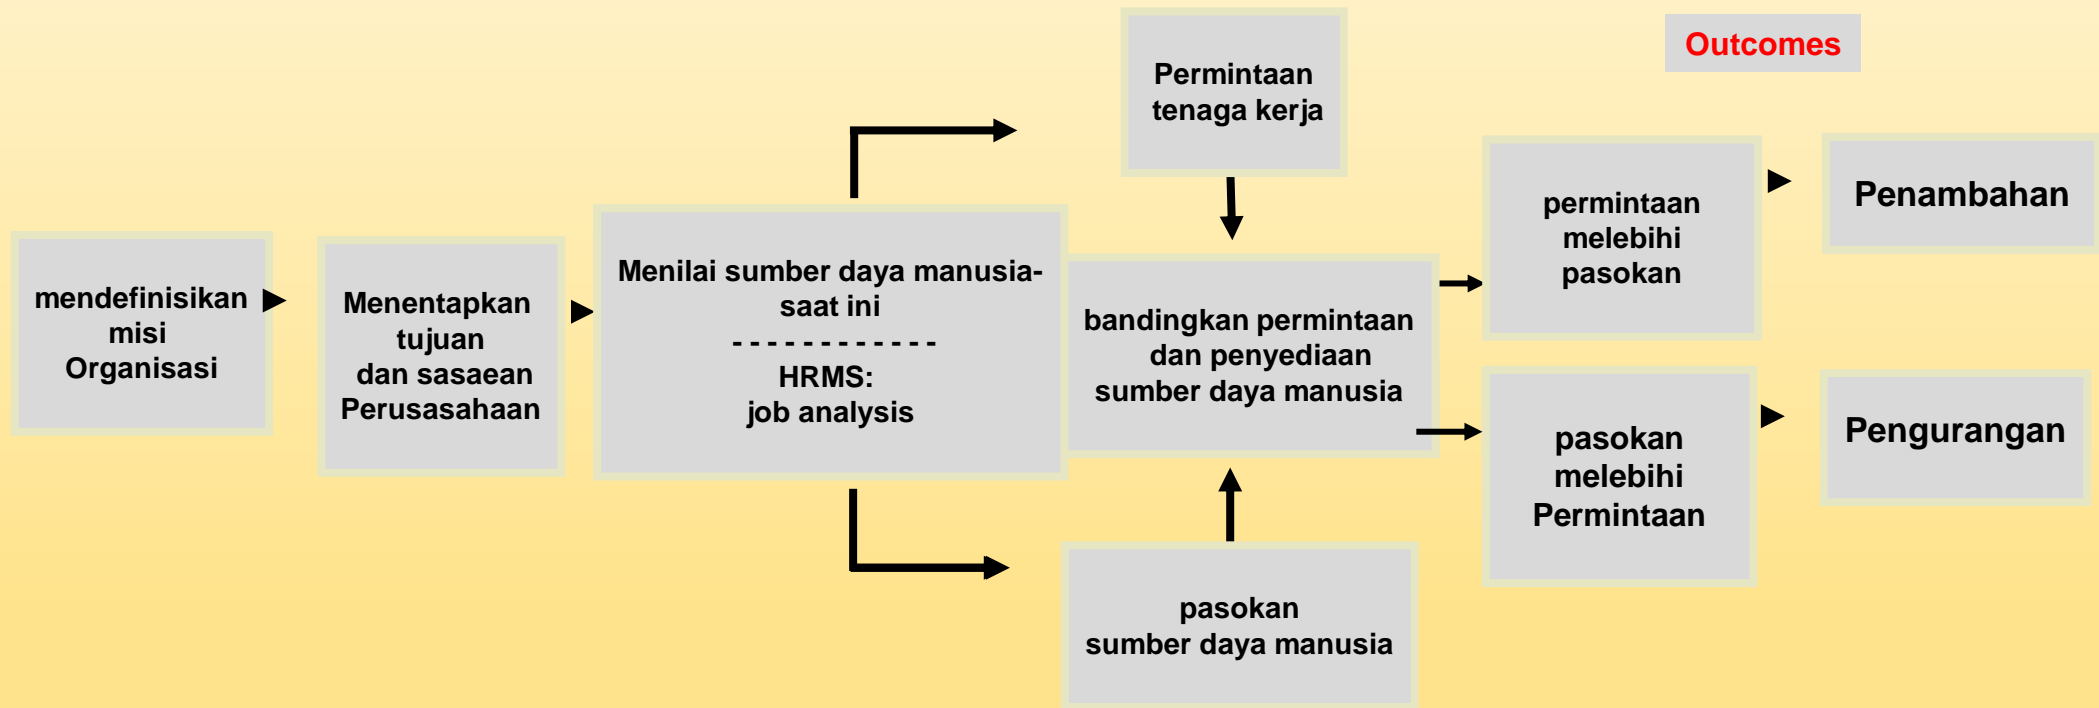 Outcomes
mendefinisikan
misi
Organisasi
Menentapkan
tujuan
dan sasaean
Perusasahaan
Menilai sumber daya manusia-
saat ini
- - - - - - - - - - - -
HRMS:
job analysis
Permintaan
tenaga kerja
bandingkan permintaan
dan penyediaan
sumber daya manusia
pasokan
sumber daya manusia
permintaan
melebihi
pasokan
Penambahan
pasokan
melebihi
Permintaan
Pengurangan